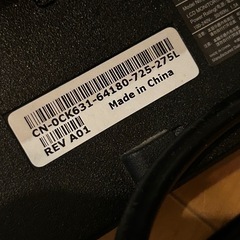 CN-0CK631-64180-725-275L
REV A01
Made in China